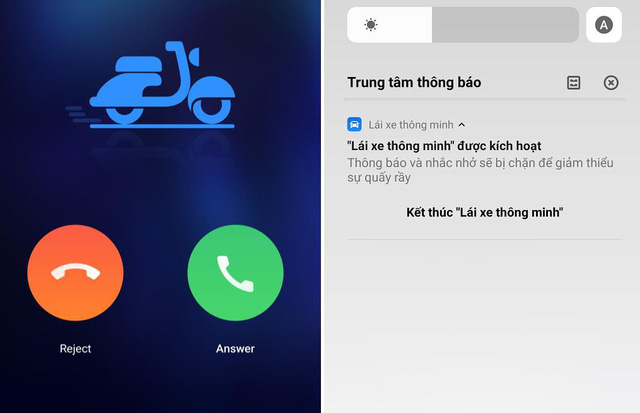 Reject
Answer
A
Trung tâm thông báo
Lái xe thông minh
"Lái xe thông minh" được kích hoạt
Thông báo và nhắc nhở sẽ bị chặn để giảm thiểu
sự quấy rầy
Kết thúc "Lái xe thông minh"